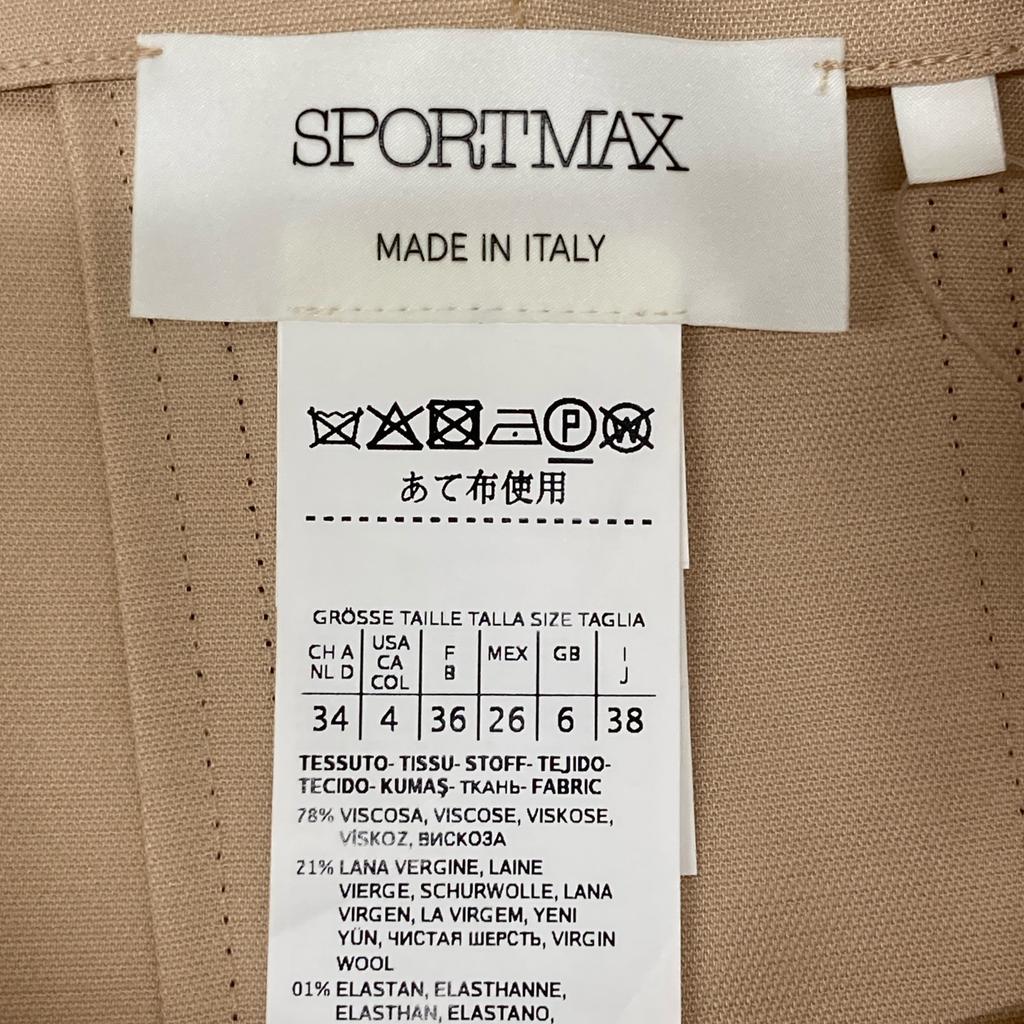 SPORTMAX
MADE IN ITALY
P W
あて布使用
GRÖSSE TAILLE TALLA SIZE TAGLIA
CH A NL D USA CA COL F B MEX GB I J
34 4 36 26 6 38
TESSUTO- TISSU- STOFF- TEJIDO-
TECIDO- KUMAŞ- ТКАНЬ- FABRIC
78% VISCOSA, VISCOSE, VISKOSE,
VİSKOZ, ВИСКОЗА
21% LANA VERGINE, LAINE
VIERGE, SCHURWOLLE, LANA
VIRGEN, LA VIRGEM, YENI
YÜN, ЧИСТАЯ ШЕРСТЬ, VIRGIN
WOOL
01% ELASTAN, ELASTHANNE,
ELASTHAN, ELASTANO,